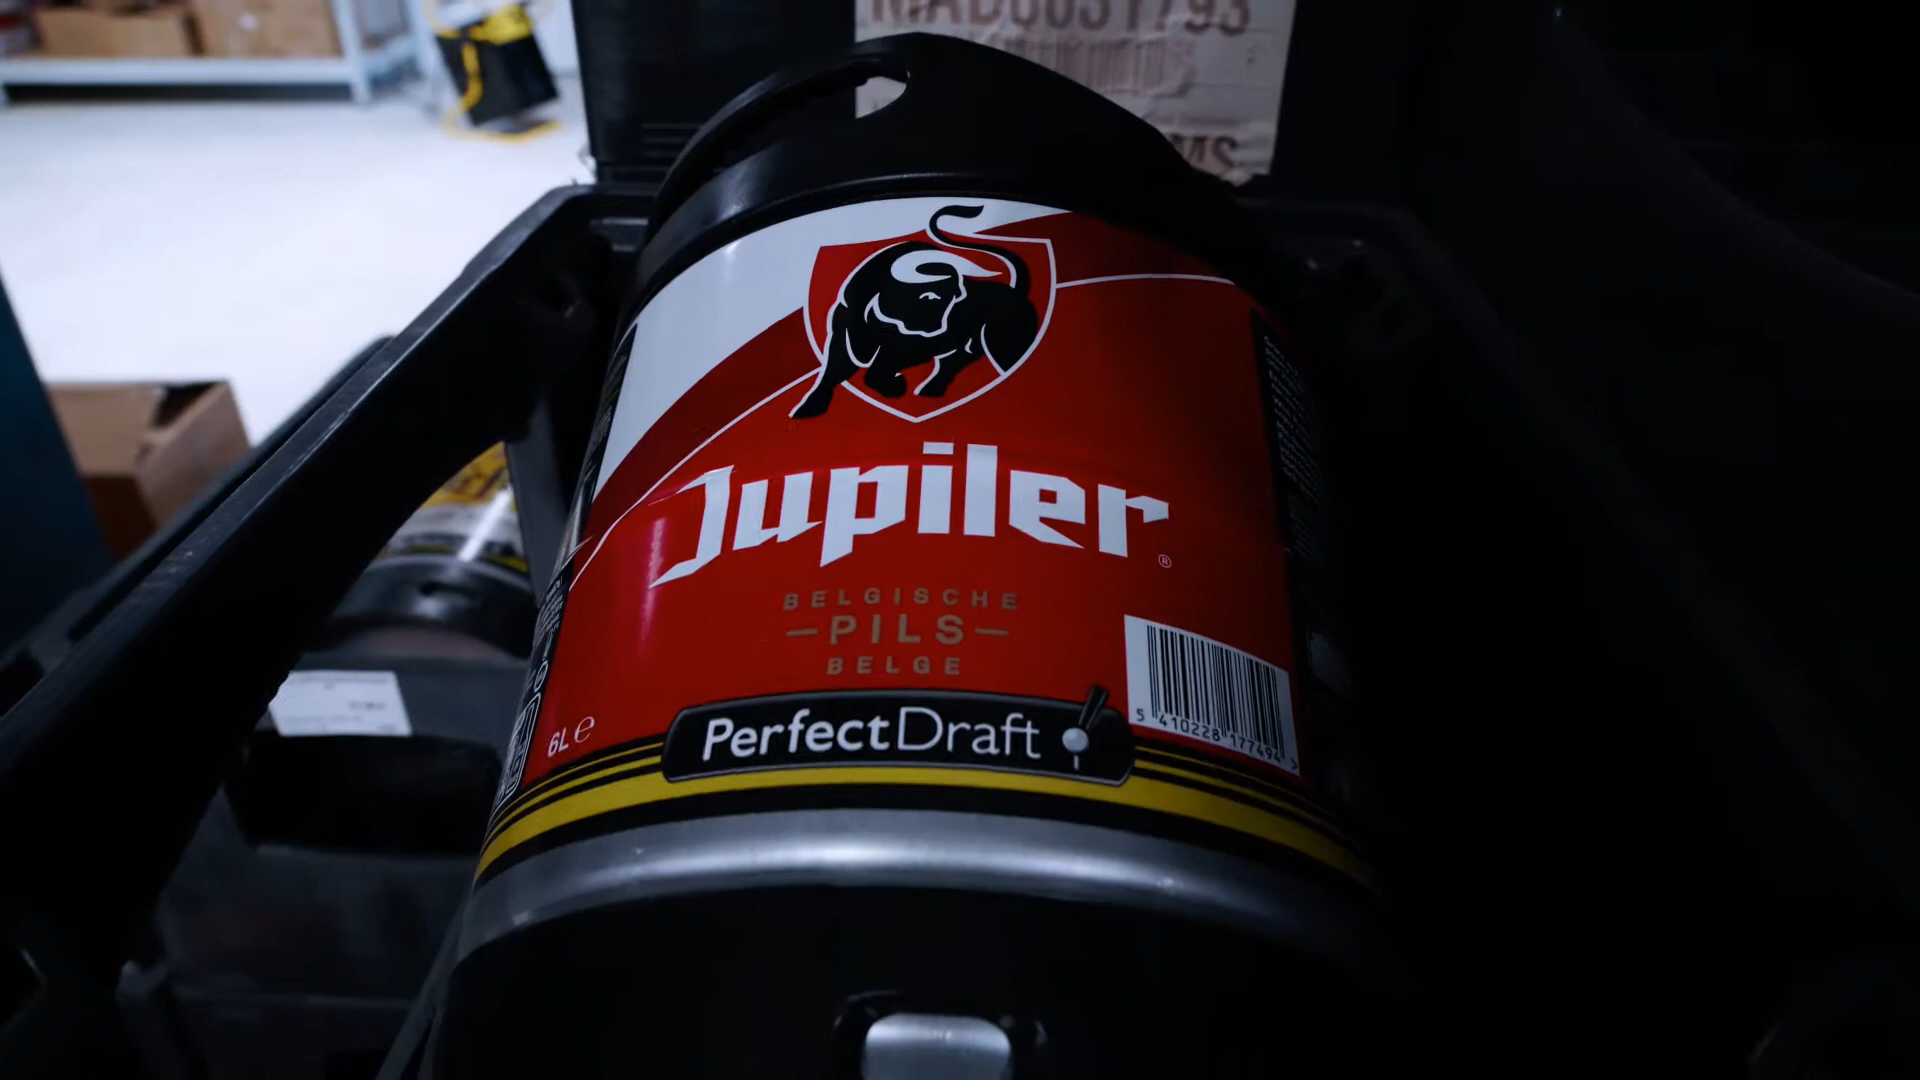 Jupiler®
BELGISCHE
PILS
BELGE
6L ℮
PerfectDraft
5 410228 177494 >